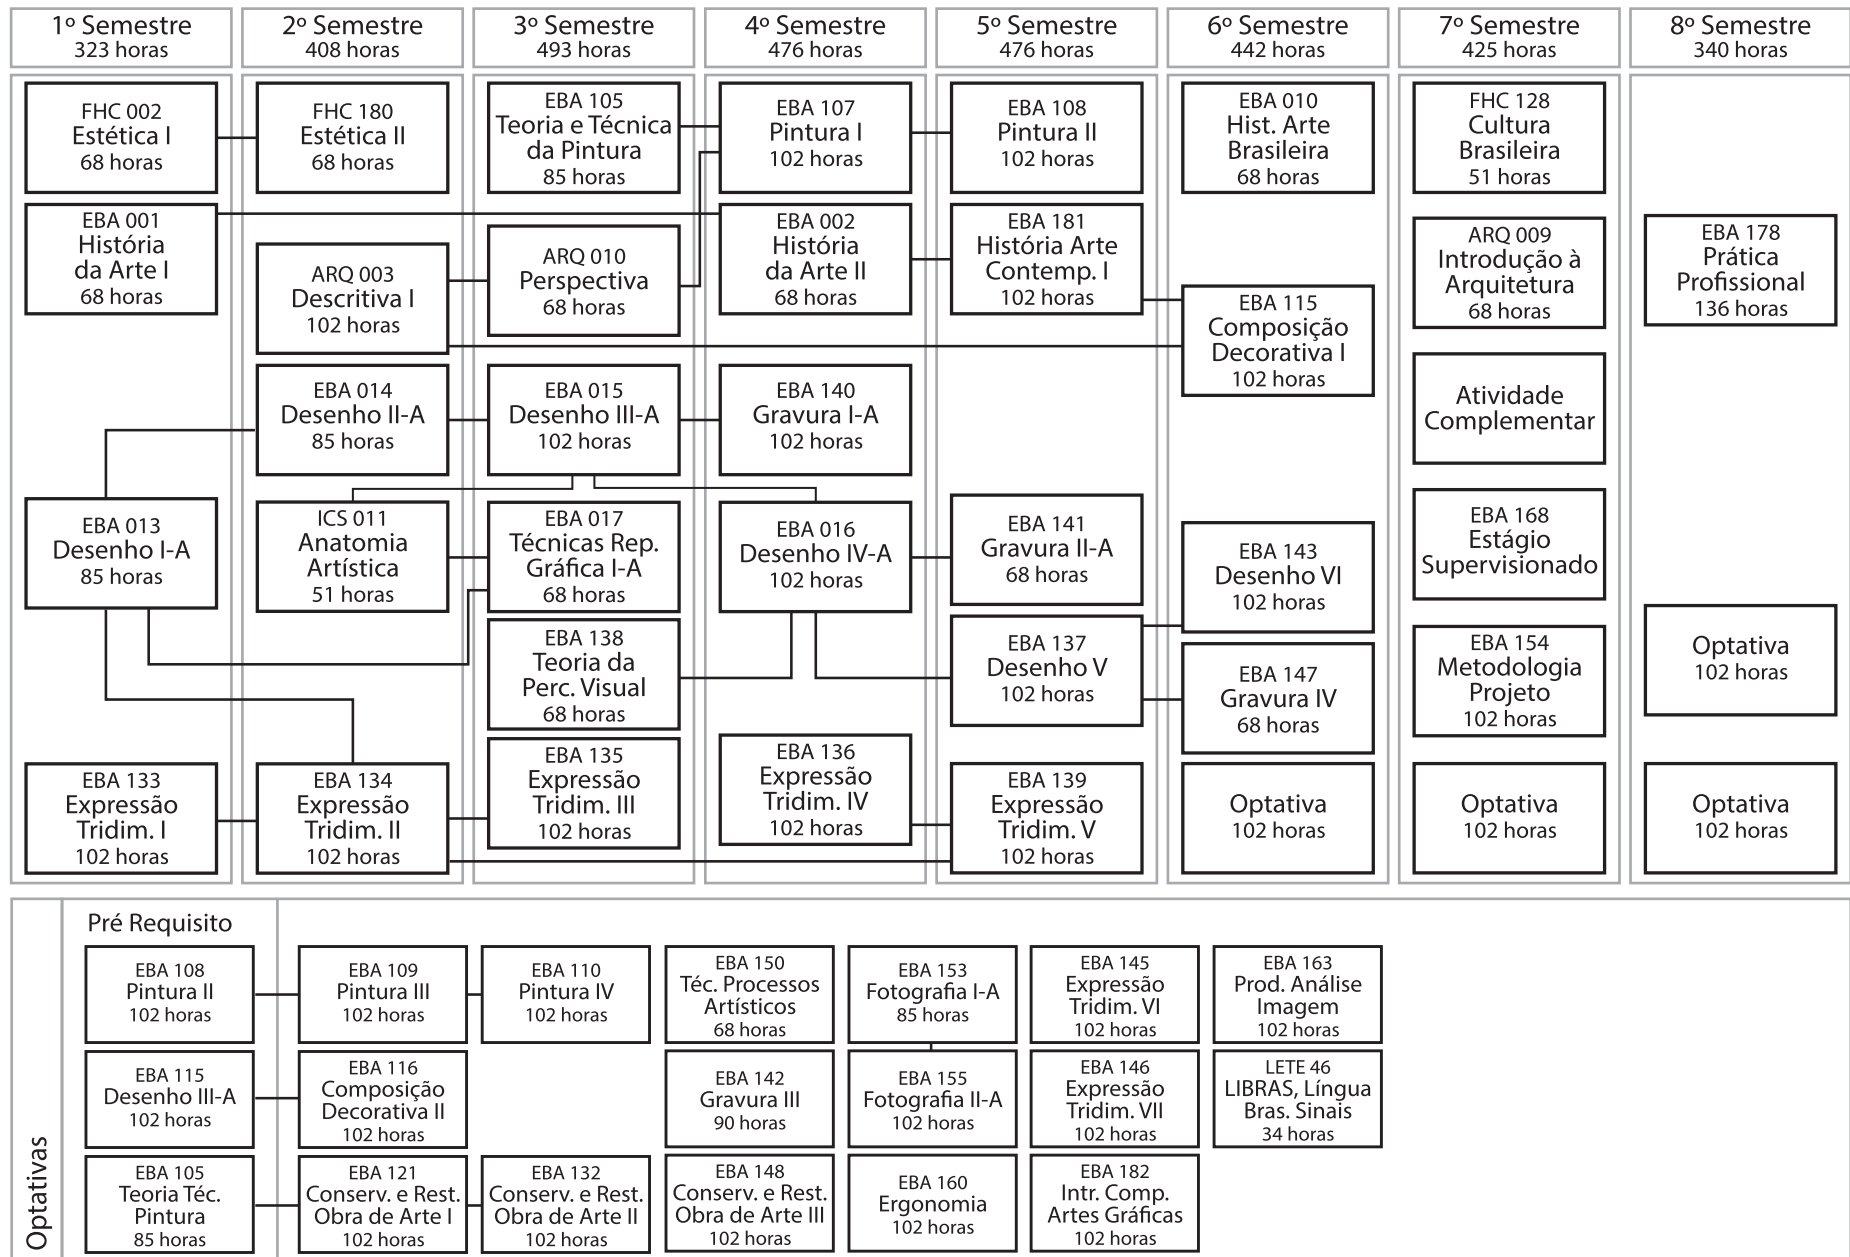 1º Semestre
323 horas
2º Semestre
408 horas
3º Semestre
493 horas
4º Semestre
476 horas
5º Semestre
476 horas
6º Semestre
442 horas
7º Semestre
425 horas
8º Semestre
340 horas
FHC 002
Estética I
68 horas
EBA 001
História
da Arte I
68 horas
EBA 013
Desenho I-A
85 horas
EBA 133
Expressão
Tridim. I
102 horas
FHC 180
Estética II
68 horas
ARQ 003
Descritiva I
102 horas
EBA 014
Desenho II-A
85 horas
ICS 011
Anatomia
Artística
51 horas
EBA 134
Expressão
Tridim. II
102 horas
EBA 105
Teoria e Técnica
da Pintura
85 horas
ARQ 010
Perspectiva
68 horas
EBA 015
Desenho III-A
102 horas
EBA 017
Técnicas Rep.
Gráfica I-A
68 horas
EBA 138
Teoria da
Perc. Visual
68 horas
EBA 135
Expressão
Tridim. III
102 horas
EBA 107
Pintura I
102 horas
EBA 002
História
da Arte II
68 horas
EBA 140
Gravura I-A
102 horas
EBA 016
Desenho IV-A
102 horas
EBA 136
Expressão
Tridim. IV
102 horas
EBA 108
Pintura II
102 horas
EBA 181
História Arte
Contemp. I
102 horas
EBA 141
Gravura II-A
68 horas
EBA 137
Desenho V
102 horas
EBA 139
Expressão
Tridim. V
102 horas
EBA 010
Hist. Arte
Brasileira
68 horas
EBA 115
Composição
Decorativa I
102 horas
EBA 143
Desenho VI
102 horas
EBA 147
Gravura IV
68 horas
Optativa
102 horas
FHC 128
Cultura
Brasileira
51 horas
ARQ 009
Introdução à
Arquitetura
68 horas
Atividade
Complementar
EBA 168
Estágio
Supervisionado
EBA 154
Metodologia
Projeto
102 horas
Optativa
102 horas
EBA 178
Prática
Profissional
136 horas
Optativa
102 horas
Optativa
102 horas
Optativas
Pré Requisito
EBA 108
Pintura II
102 horas
EBA 109
Pintura III
102 horas
EBA 110
Pintura IV
102 horas
EBA 150
Téc. Processos
Artísticos
68 horas
EBA 153
Fotografia I-A
85 horas
EBA 145
Expressão
Tridim. VI
102 horas
EBA 163
Prod. Análise
Imagem
102 horas
EBA 115
Desenho III-A
102 horas
EBA 116
Composição
Decorativa II
102 horas
EBA 142
Gravura III
90 horas
EBA 155
Fotografia II-A
102 horas
EBA 146
Expressão
Tridim. VII
102 horas
LETE 46
LIBRAS, Língua
Bras. Sinais
34 horas
EBA 105
Teoria Téc.
Pintura
85 horas
EBA 121
Conserv. e Rest.
Obra de Arte I
102 horas
EBA 132
Conserv. e Rest.
Obra de Arte II
102 horas
EBA 148
Conserv. e Rest.
Obra de Arte III
102 horas
EBA 160
Ergonomia
102 horas
EBA 182
Intr. Comp.
Artes Gráficas
102 horas